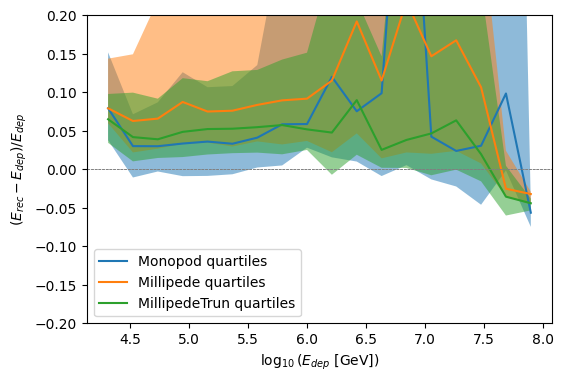 0.20
0.15
0.10
0.05
0.00
−0.05
−0.10
−0.15
−0.20
(E_rec − E_dep)/E_dep
Monopod quartiles
Millipede quartiles
MillipedeTrun quartiles
4.5 5.0 5.5 6.0 6.5 7.0 7.5 8.0
log₁₀(E_dep [GeV])